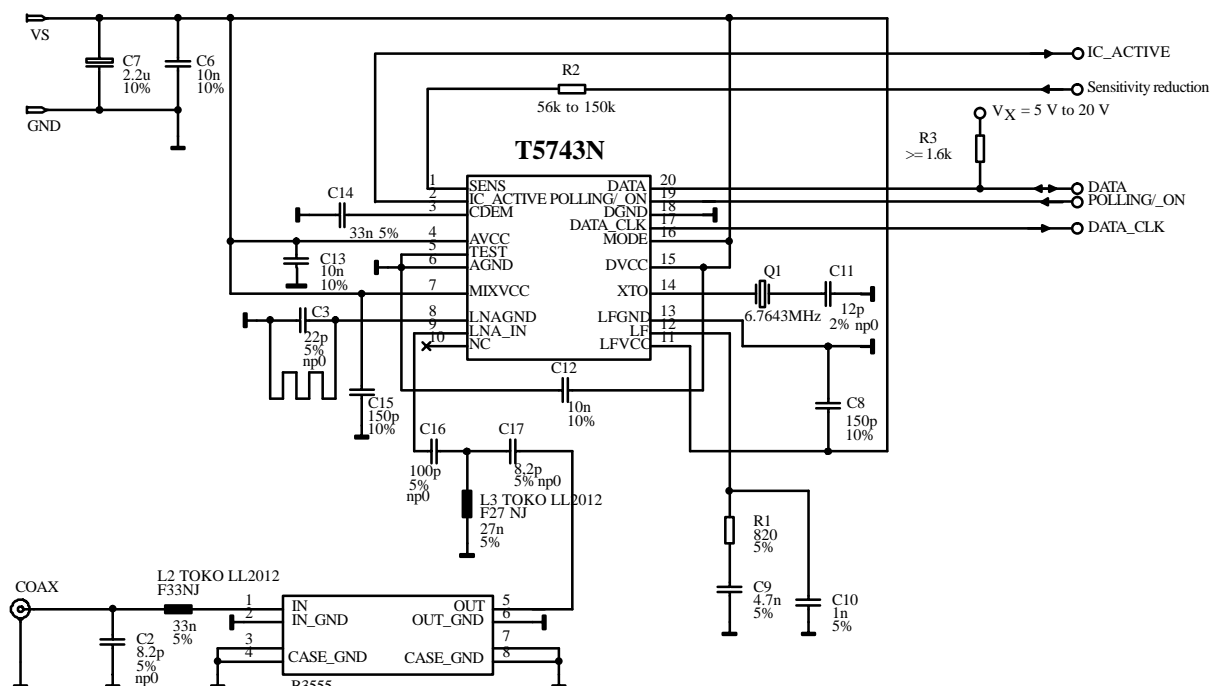 VS
C7
2.2u
10%
C6
10n
10%
GND
IC_ACTIVE
R2
56k to 150k
Sensitivity reduction
VX = 5 V to 20 V
R3
>= 1.6k
T5743N
1
2
3
4
5
6
7
8
9
10
SENS
IC_ACTIVE
CDEM
AVCC
TEST
AGND
MIXVCC
LNAGND
LNA_IN
NC
DATA
POLLING/_ON
DGND
DATA_CLK
MODE
DVCC
XTO
LFGND
LF
LFVCC
20
19
18
17
16
15
14
13
12
11
DATA
POLLING/_ON
DATA_CLK
C14
33n 5%
C13
10n
10%
C3
22p
5%
np0
C15
150p
10%
Q1
6.7643MHz
C11
12p
2% np0
C12
10n
10%
C8
150p
10%
C16
100p
5%
np0
C17
8.2p
5% np0
L3 TOKO LL2012
F27 NJ
27n
5%
R1
820
5%
C9
4.7n
5%
C10
1n
5%
COAX
L2 TOKO LL2012
F33NJ
33n
5%
C2
8.2p
5%
np0
1
2
3
4
IN
IN_GND
CASE_GND
OUT
OUT_GND
CASE_GND
5
6
7
8
B3555